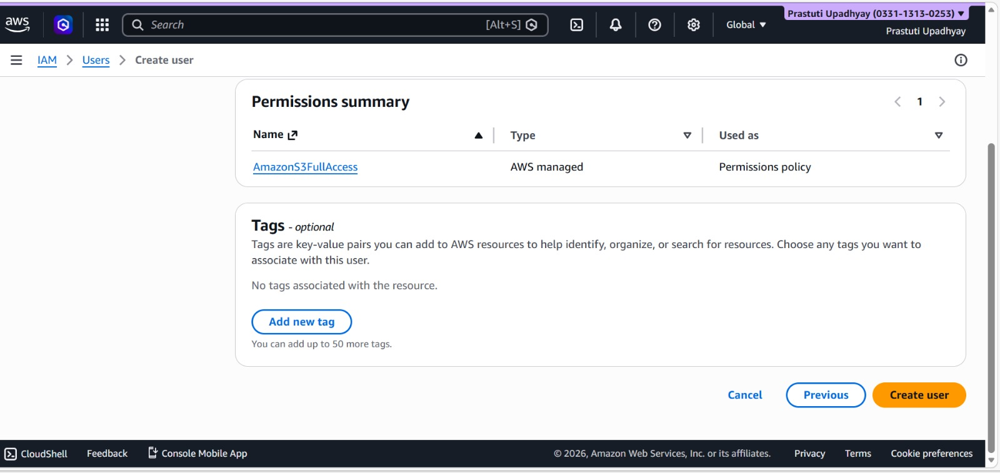 aws
Search [Alt+S]
Global
Prastuti Upadhyay (0331-1313-0253)
Prastuti Upadhyay
IAM Users Create user
Permissions summary
1
Name Type Used as
AmazonS3FullAccess AWS managed Permissions policy
Tags - optional
Tags are key-value pairs you can add to AWS resources to help identify, organize, or search for resources. Choose any tags you want to
associate with this user.
No tags associated with the resource.
Add new tag
You can add up to 50 more tags.
Cancel Previous Create user
CloudShell Feedback Console Mobile App © 2026, Amazon Web Services, Inc. or its affiliates. Privacy Terms Cookie preferences